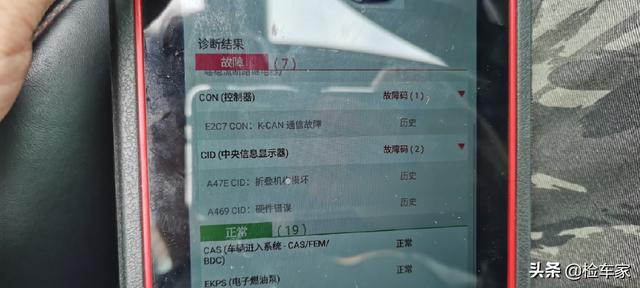 诊断结果
故障 (7)
CON (控制器) 故障码 (1)
E2C7 CON: K-CAN 通信故障 历史
CID (中央信息显示器) 故障码 (2)
A47E CID: 折叠机构损坏 历史
A469 CID: 硬件错误 历史
正常 (19)
CAS (车辆进入系统 - CAS/FEM/ 正常
BDC)
EKPS (电子燃油泵) 正常
头条 @检车家